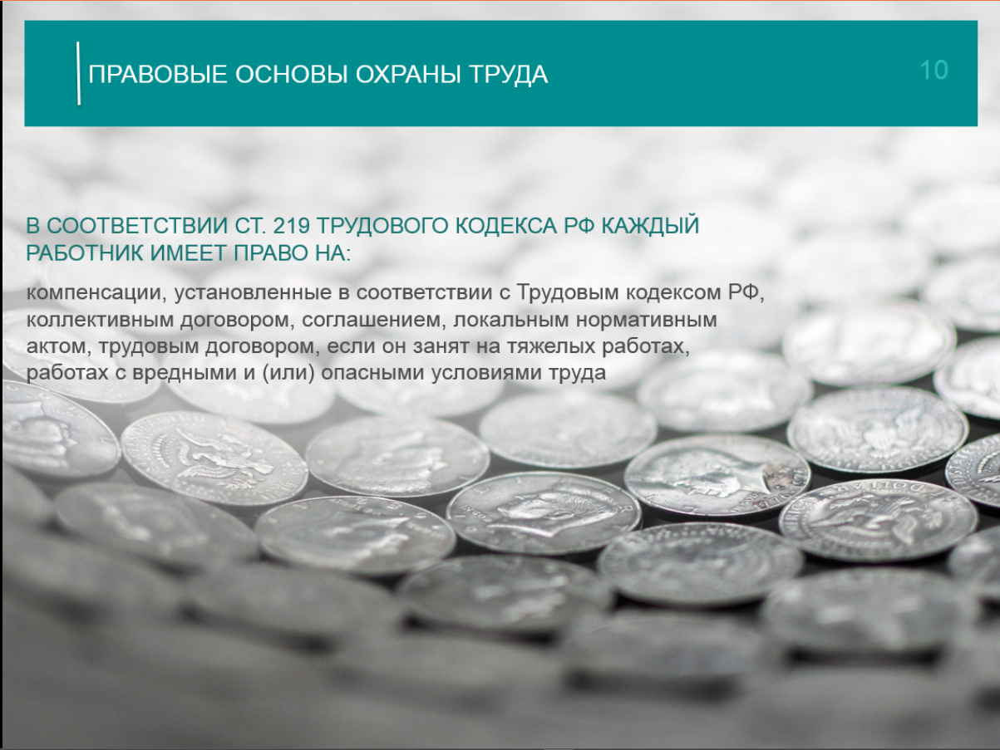 ПРАВОВЫЕ ОСНОВЫ ОХРАНЫ ТРУДА
10
В СООТВЕТСТВИИ СТ. 219 ТРУДОВОГО КОДЕКСА РФ КАЖДЫЙ
РАБОТНИК ИМЕЕТ ПРАВО НА:
компенсации, установленные в соответствии с Трудовым кодексом РФ,
коллективным договором, соглашением, локальным нормативным
актом, трудовым договором, если он занят на тяжелых работах,
работах с вредными и (или) опасными условиями труда